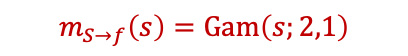 m_{S→f}(s) = Gam(s; 2,1)